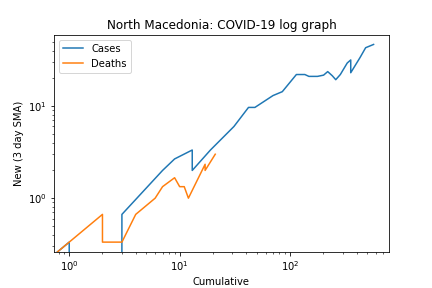 North Macedonia: COVID-19 log graph
Cases
Deaths
New (3 day SMA)
10¹
10⁰
10⁰ 10¹ 10²
Cumulative